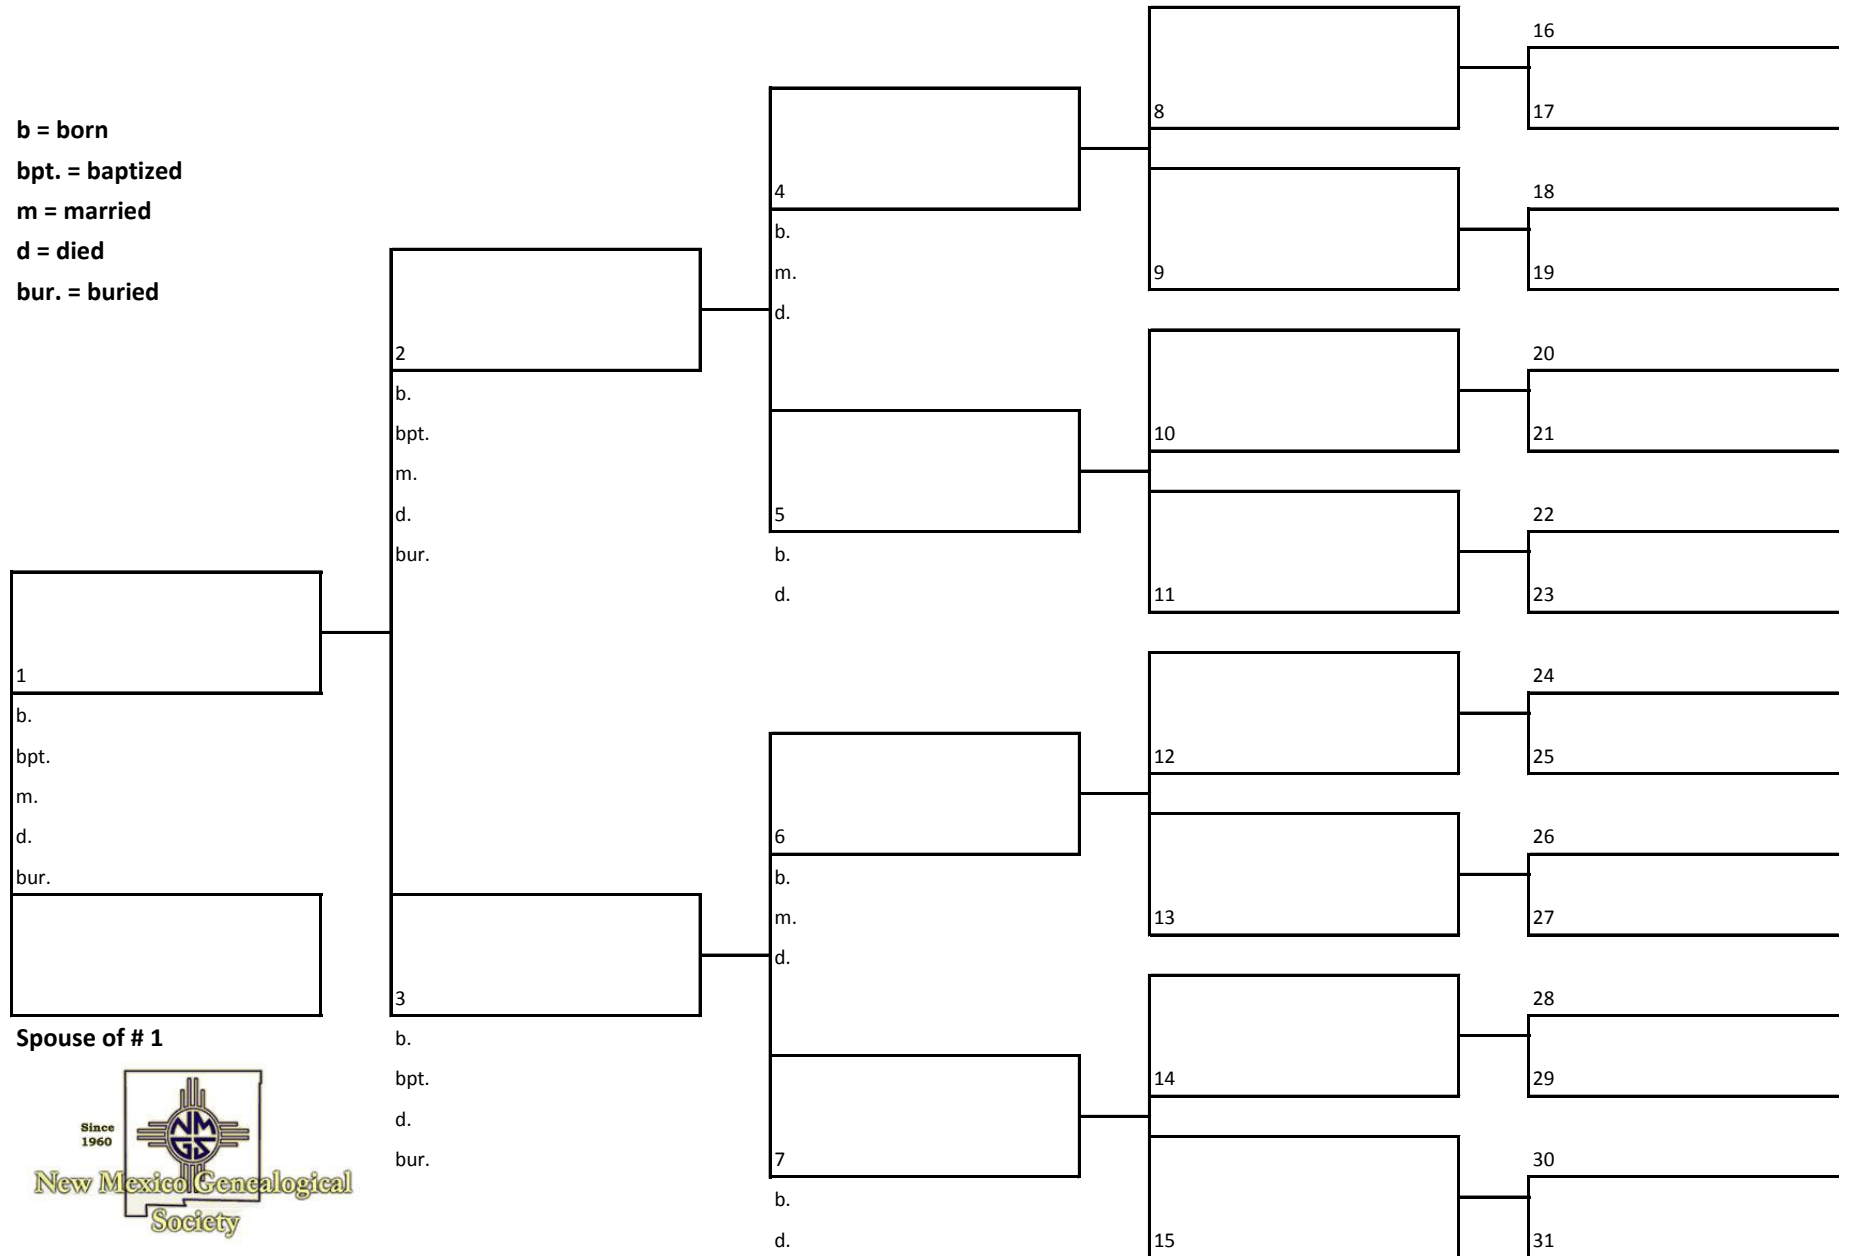 b = born
bpt. = baptized
m = married
d = died
bur. = buried
1
b.
bpt.
m.
d.
bur.
Spouse of # 1
Since
1960
NM
GS
New Mexico Genealogical
Society
2
b.
bpt.
m.
d.
bur.
3
b.
bpt.
d.
bur.
4
b.
m.
d.
5
b.
d.
6
b.
m.
d.
7
b.
d.
8
9
10
11
12
13
14
15
16
17
18
19
20
21
22
23
24
25
26
27
28
29
30
31